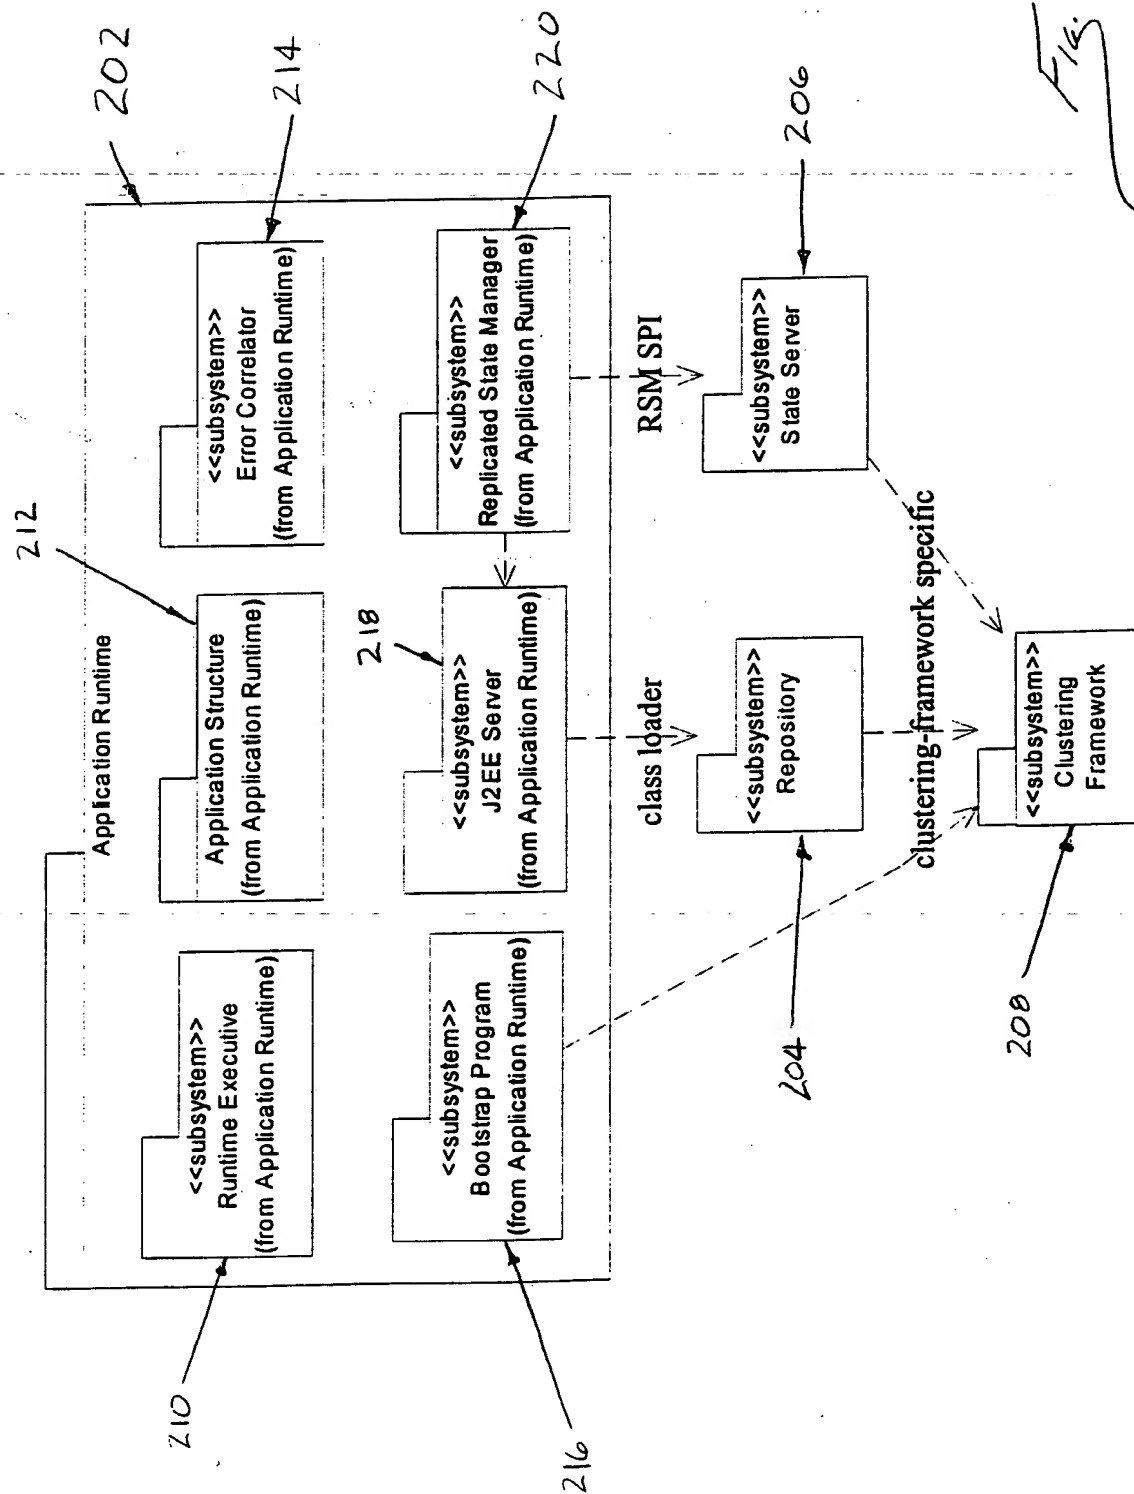 Application Runtime
202
<<subsystem>>
Runtime Executive
(from Application Runtime)
210
Application Structure
(from Application Runtime)
212
<<subsystem>>
Error Correlator
(from Application Runtime)
214
<<subsystem>>
Bootstrap Program
(from Application Runtime)
216
<<subsystem>>
J2EE Server
(from Application Runtime)
218
<<subsystem>>
Replicated State Manager
(from Application Runtime)
220
class loader
RSM SPI
<<subsystem>>
Repository
204
<<subsystem>>
State Server
206
clustering-framework specific
<<subsystem>>
Clustering
Framework
208
FIG.